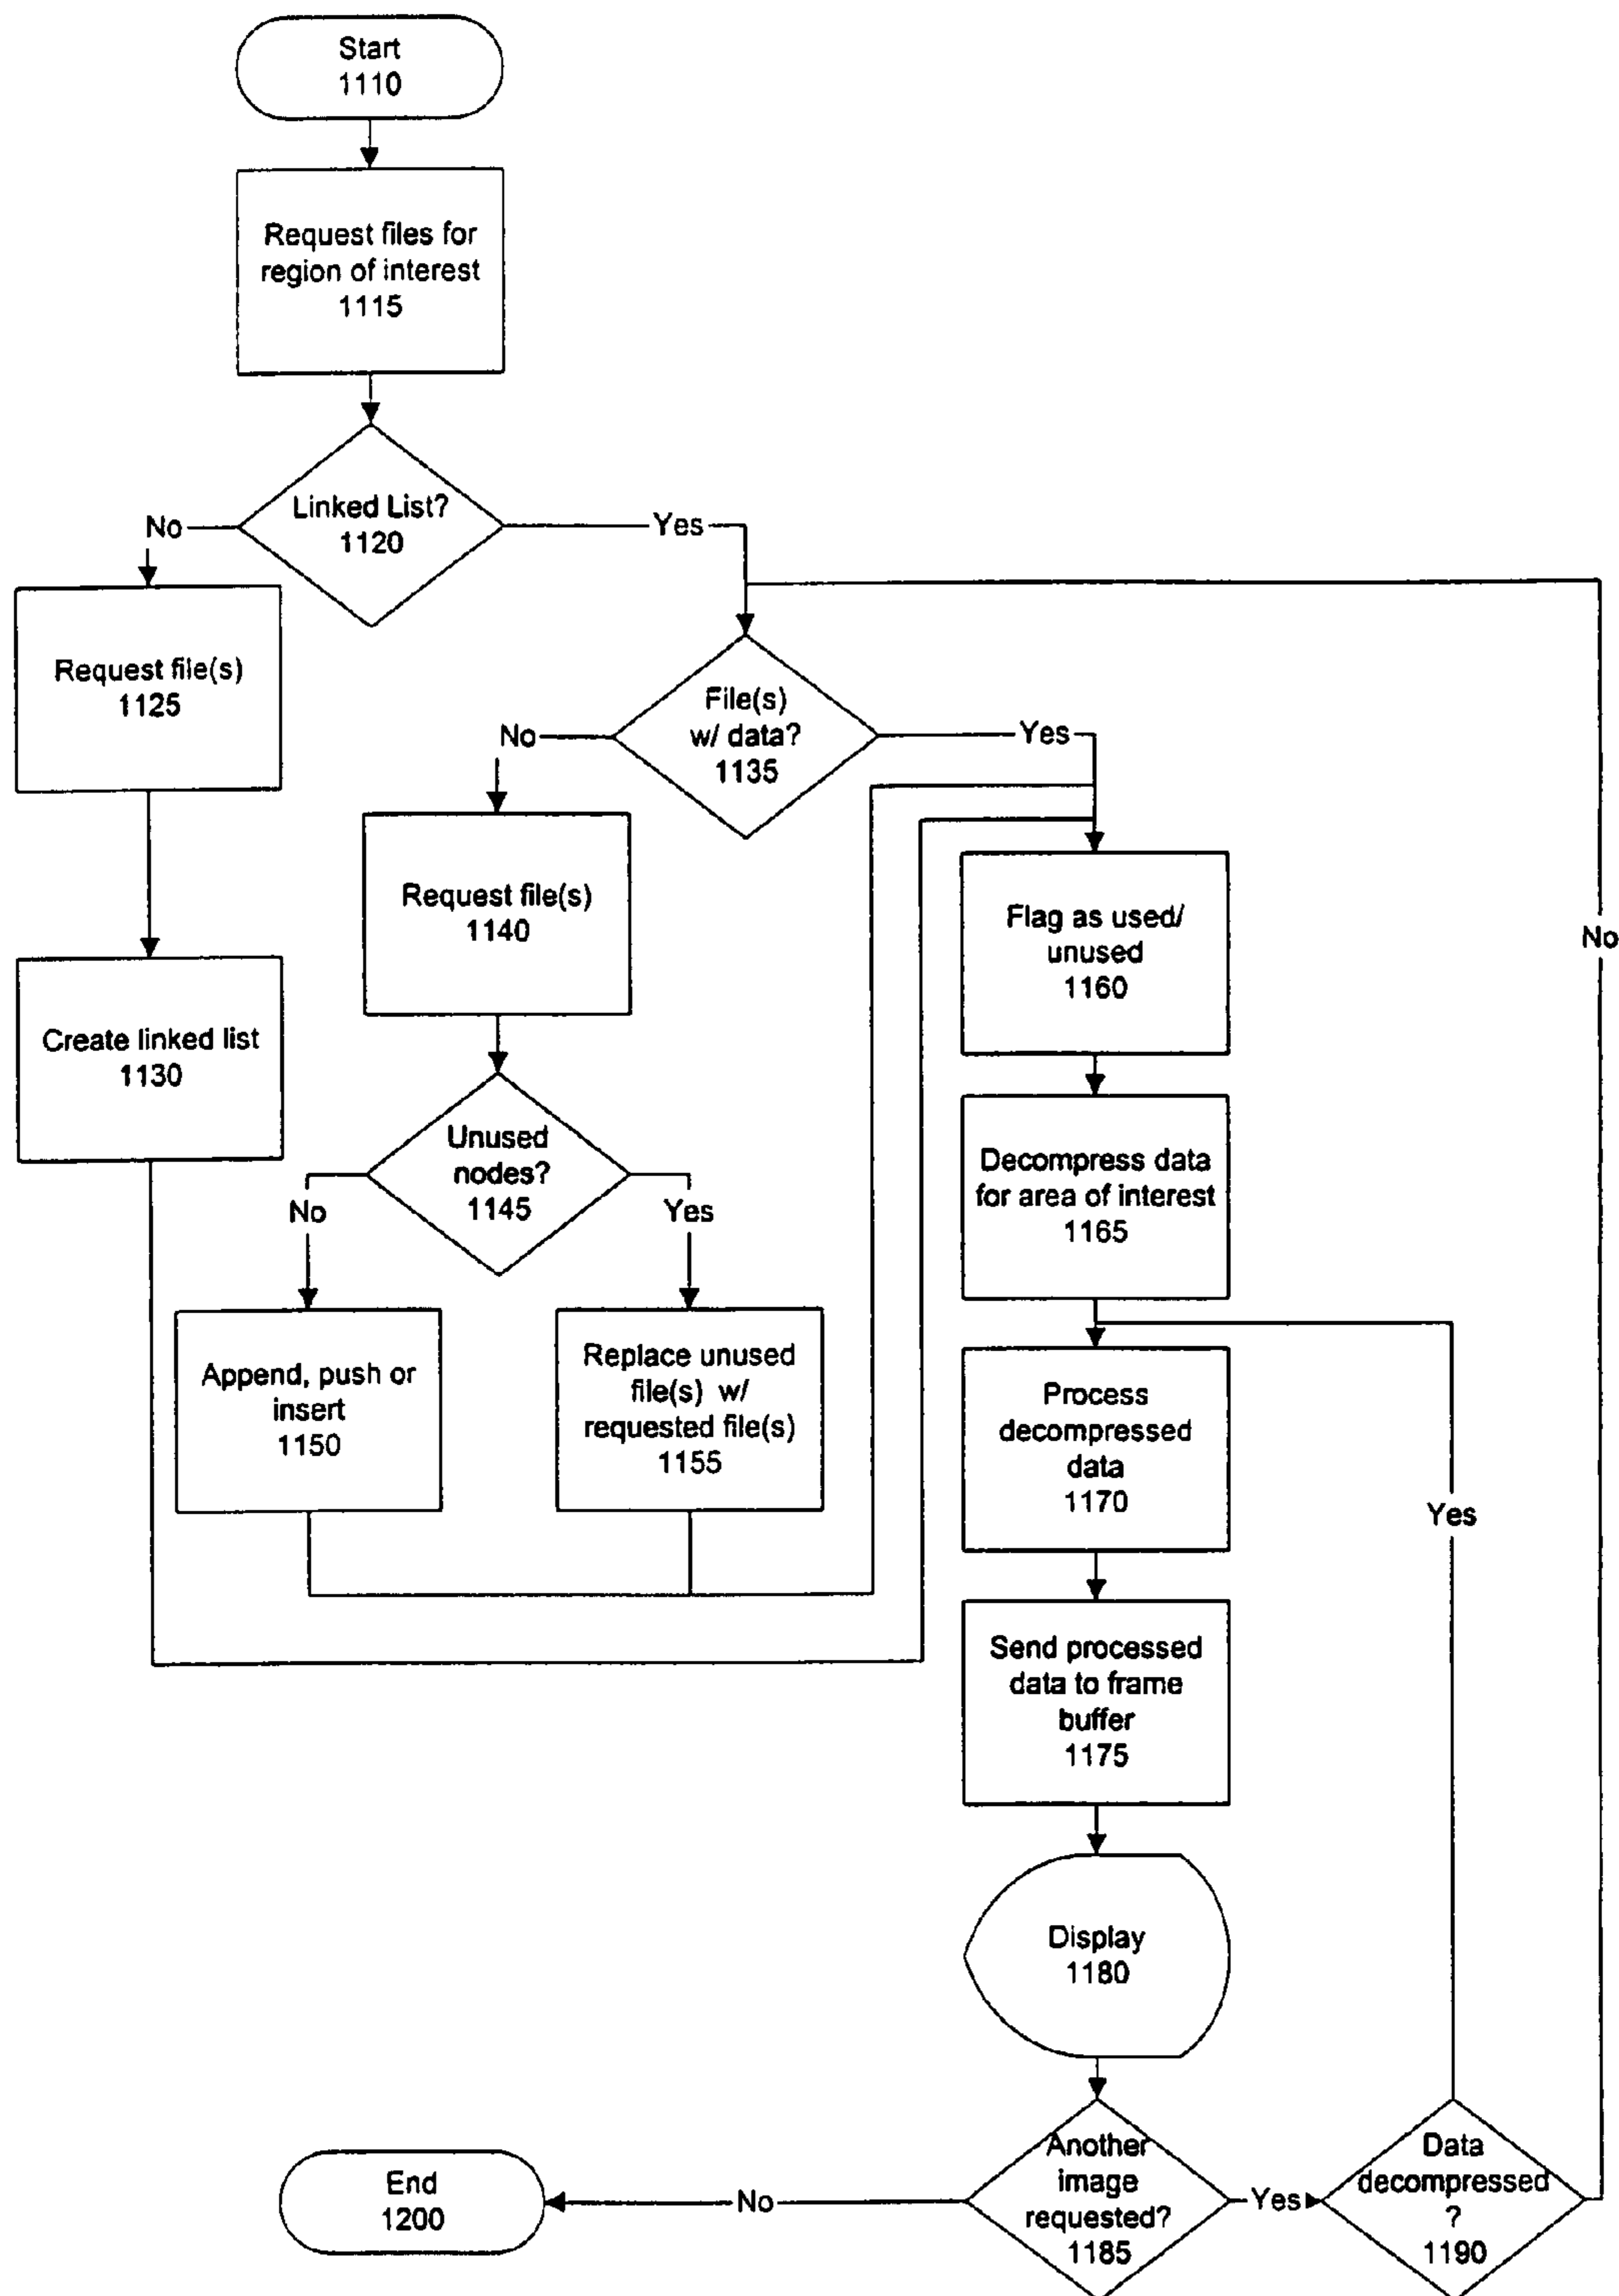 Start
1110
Request files for
region of interest
1115
Linked List?
1120
No
Yes
Request file(s)
1125
File(s)
w/ data?
1135
No
Yes
Request file(s)
1140
Flag as used/
unused
1160
No
Create linked list
1130
Unused
nodes?
1145
No
Yes
Decompress data
for area of interest
1165
Append, push or
insert
1150
Replace unused
file(s) w/
requested file(s)
1155
Process
decompressed
data
1170
Yes
Send processed
data to frame
buffer
1175
Display
1180
Another
image
requested?
1185
No
Yes
Data
decompressed
?
1190
End
1200